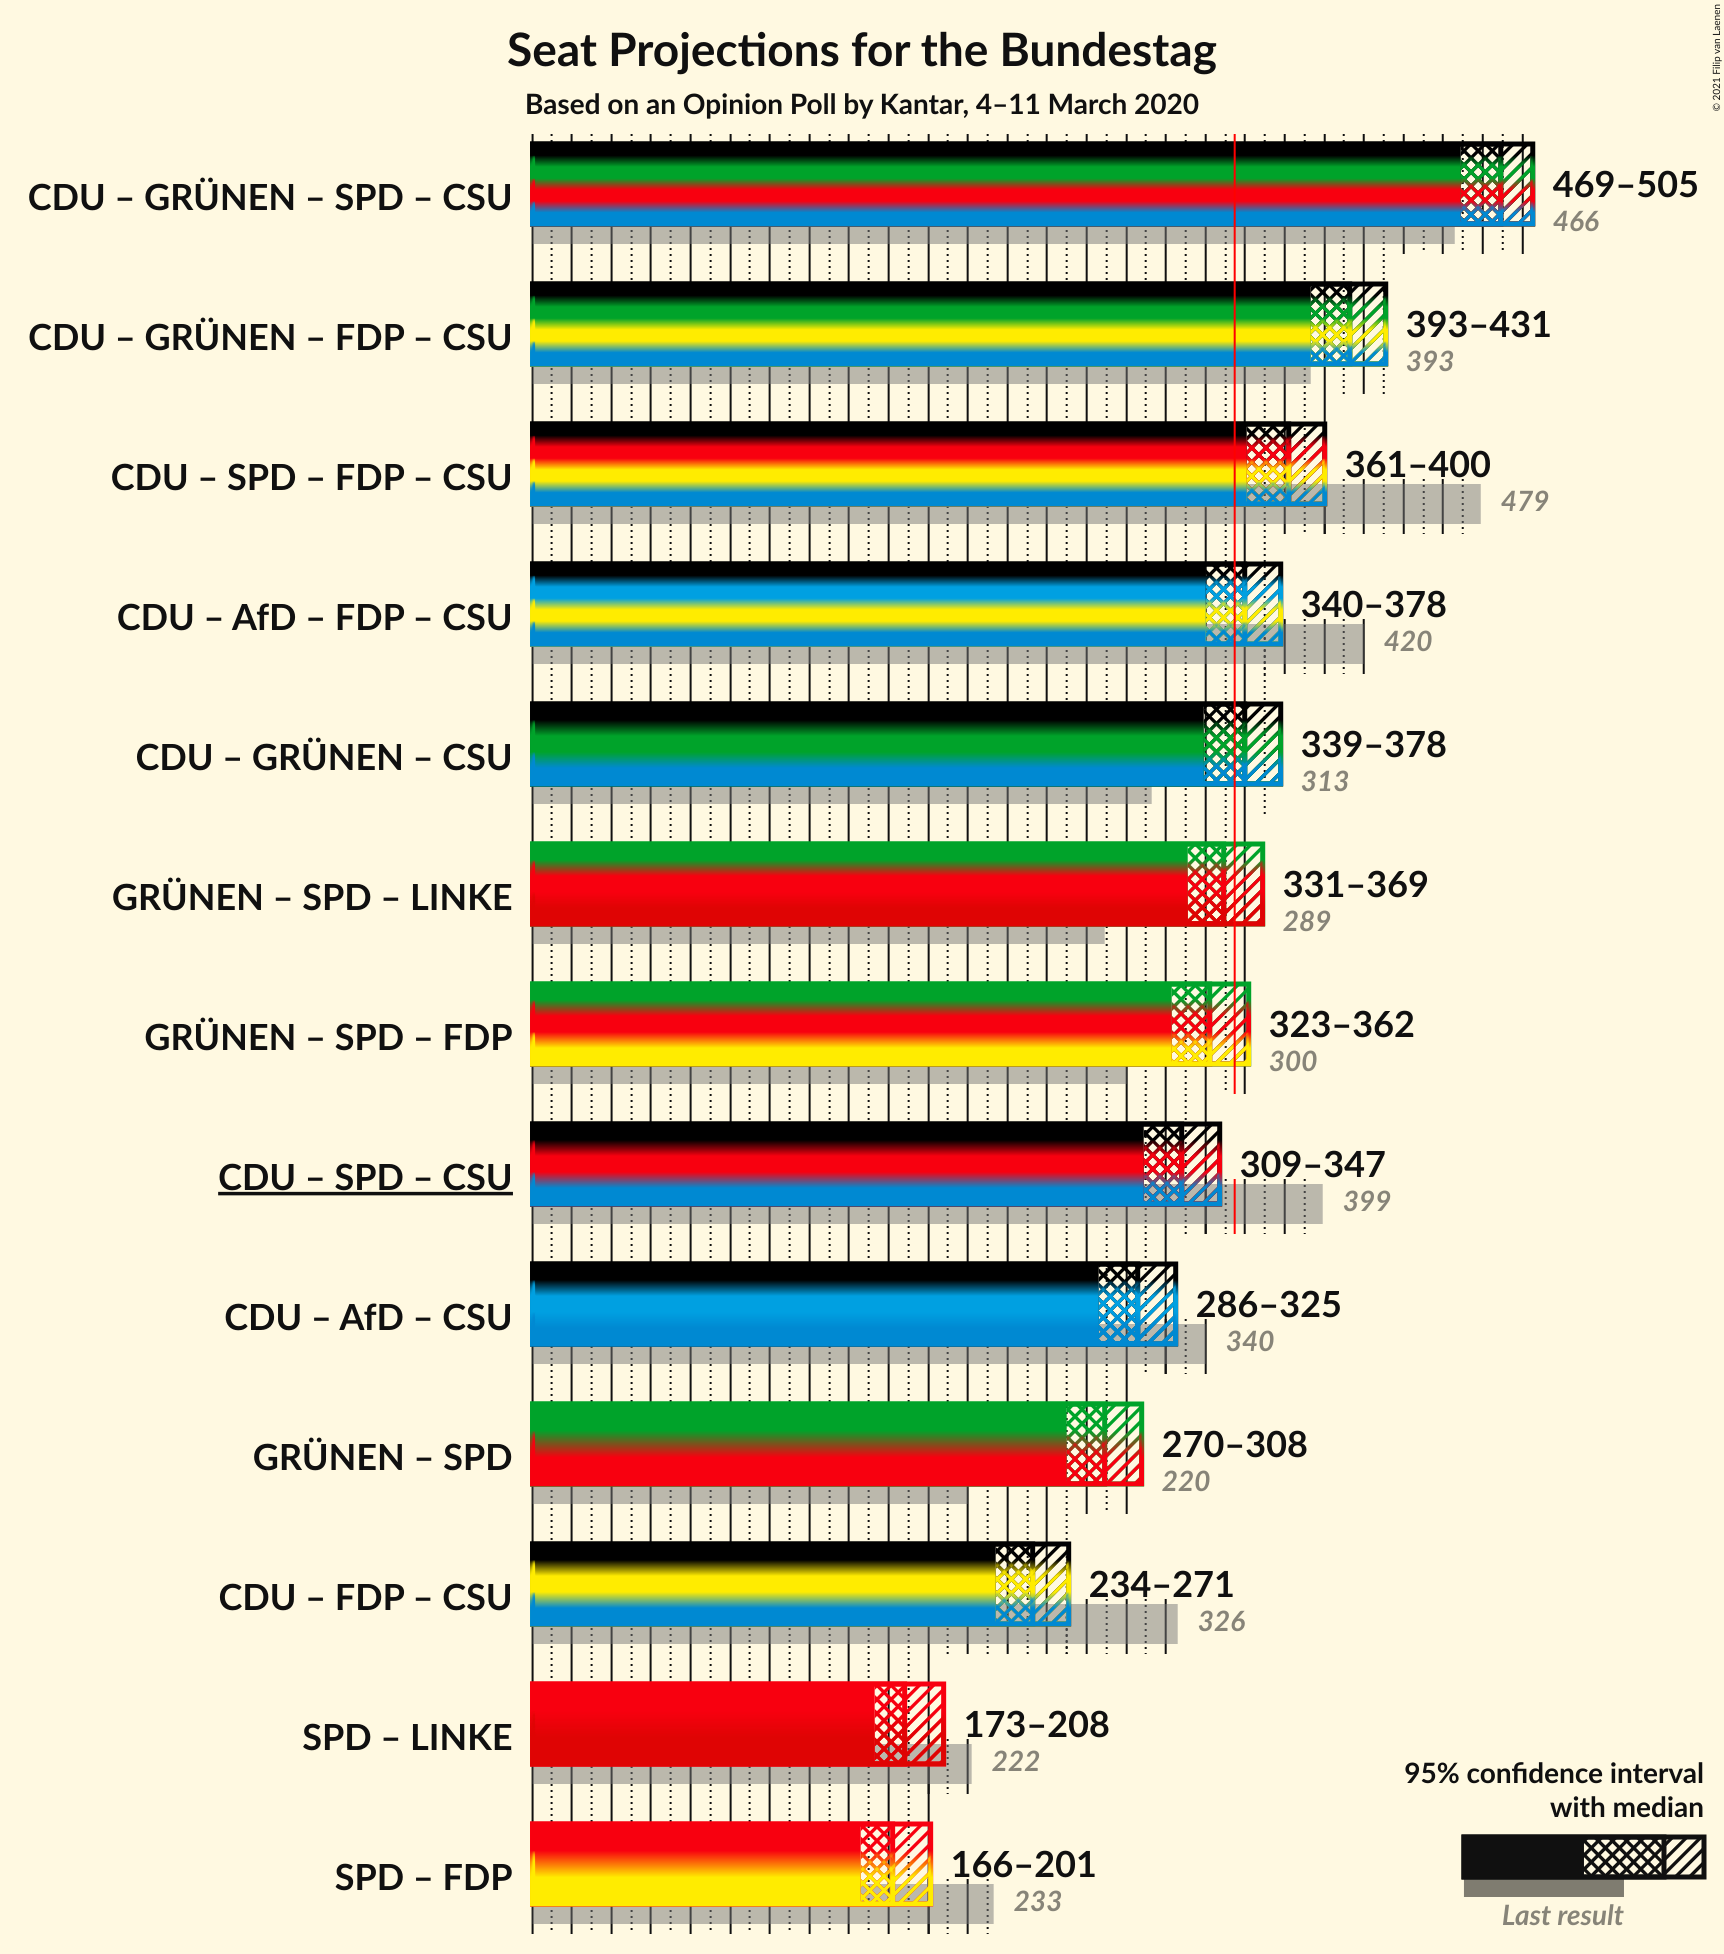 Seat Projections for the Bundestag
Based on an Opinion Poll by Kantar, 4–11 March 2020
© 2021 Filip van Laenen
CDU – GRÜNEN – SPD – CSU
469–505
466
CDU – GRÜNEN – FDP – CSU
393–431
393
CDU – SPD – FDP – CSU
361–400
479
CDU – AfD – FDP – CSU
340–378
420
CDU – GRÜNEN – CSU
339–378
313
GRÜNEN – SPD – LINKE
331–369
289
GRÜNEN – SPD – FDP
323–362
300
CDU – SPD – CSU
309–347
399
CDU – AfD – CSU
286–325
340
GRÜNEN – SPD
270–308
220
CDU – FDP – CSU
234–271
326
SPD – LINKE
173–208
222
SPD – FDP
166–201
233
95% confidence interval
with median
Last result